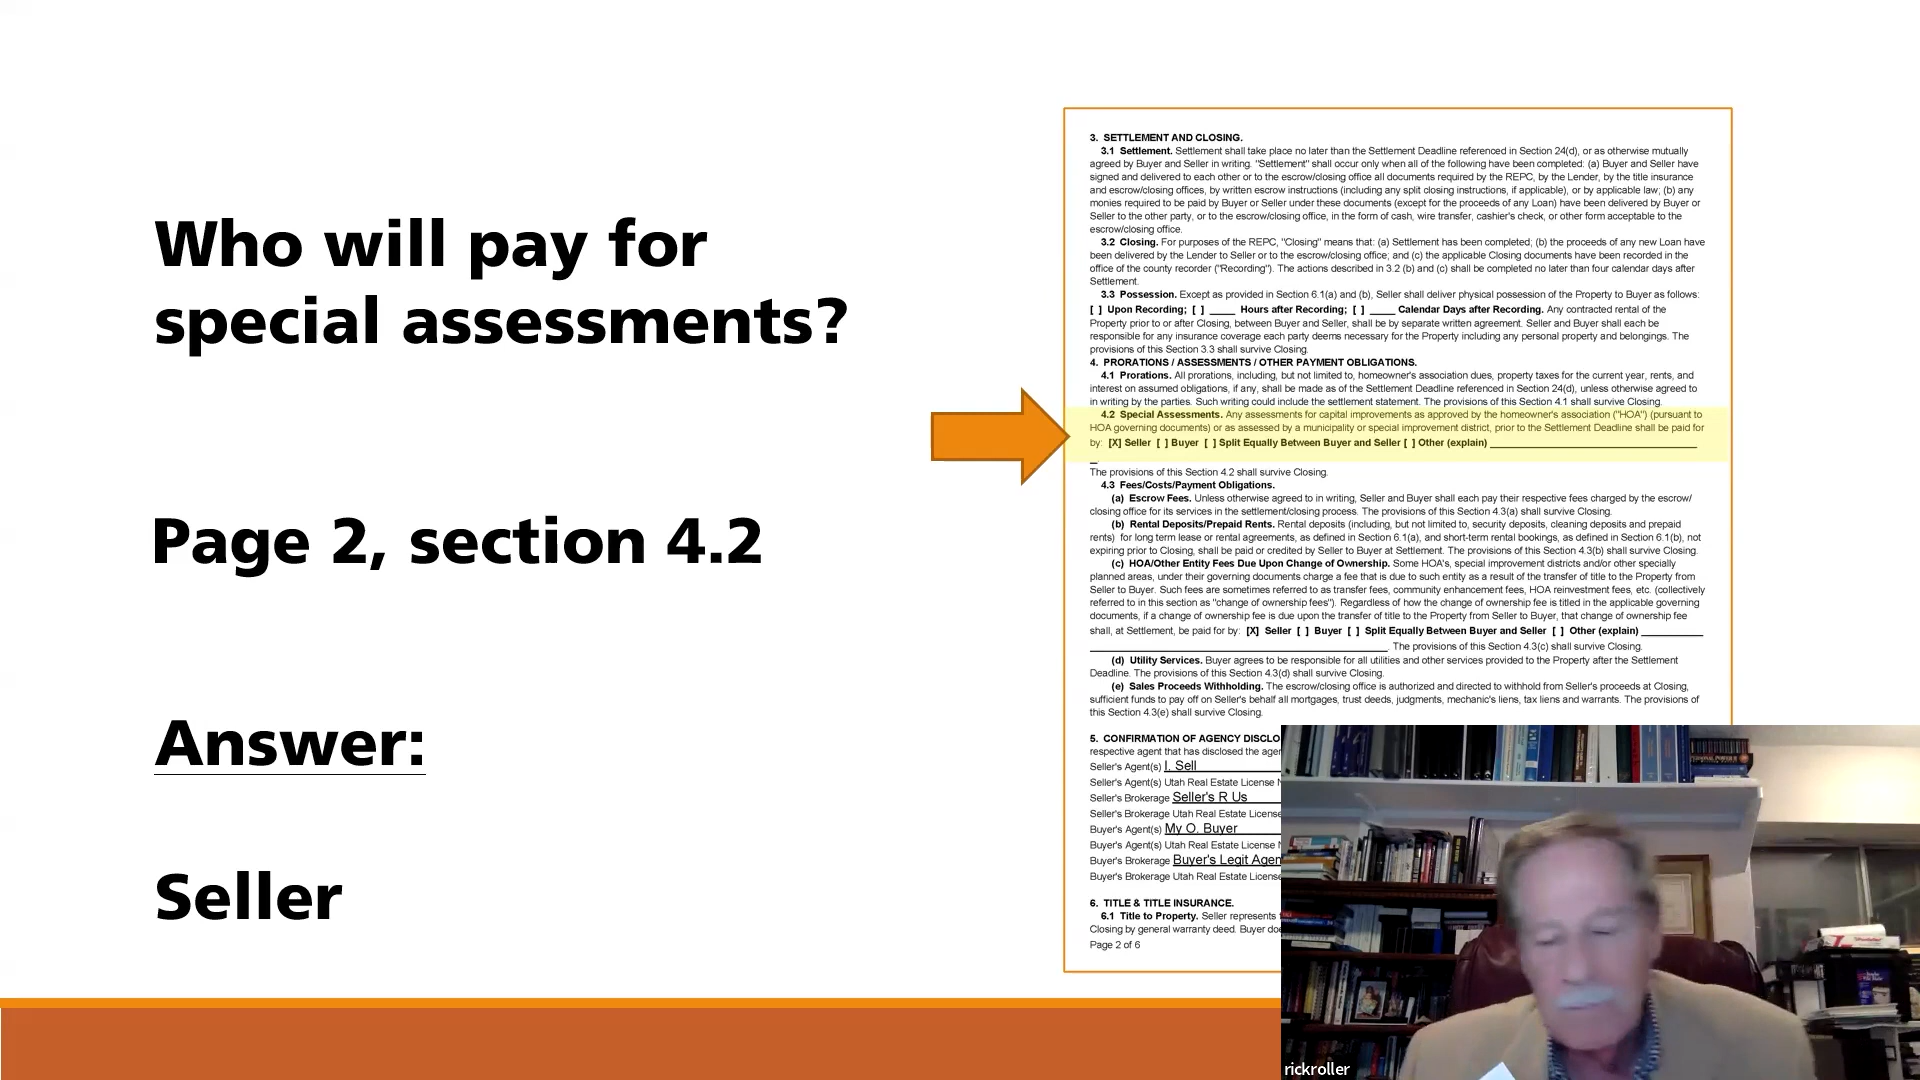 Who will pay for
special assessments?
Page 2, section 4.2
Answer:
Seller
3. SETTLEMENT AND CLOSING.
3.1 Settlement. Settlement shall take place no later than the Settlement Deadline referenced in Section 24(d), or as otherwise mutually
agreed by Buyer and Seller in writing. "Settlement" shall occur only when all of the following have been completed: (a) Buyer and Seller have
signed and delivered to each other or to the escrow/closing office all documents required by the REPC, by the Lender, by the title insurance
and escrow/closing offices, by written escrow instructions (including any split closing instructions, if applicable), or by applicable law; (b) any
monies required to be paid by Buyer or Seller under these documents (except for the proceeds of any Loan) have been delivered by Buyer or
Seller to the other party, or to the escrow/closing office, in the form of cash, wire transfer, cashier's check, or other form acceptable to the
escrow/closing office.
3.2 Closing. For purposes of the REPC, "Closing" means that: (a) Settlement has been completed; (b) the proceeds of any new Loan have
been delivered by the Lender to Seller or to the escrow/closing office; and (c) the applicable Closing documents have been recorded in the
office of the county recorder ("Recording"). The actions described in 3.2 (b) and (c) shall be completed no later than four calendar days after
Settlement.
3.3 Possession. Except as provided in Section 6.1(a) and (b), Seller shall deliver physical possession of the Property to Buyer as follows:
[ ] Upon Recording; [ ] _____ Hours after Recording; [ ] _____ Calendar Days after Recording. Any contracted rental of the
Property prior to or after Closing, between Buyer and Seller, shall be by separate written agreement. Seller and Buyer shall each be
responsible for any insurance coverage each party deems necessary for the Property including any personal property and belongings. The
provisions of this Section 3.3 shall survive Closing.
4. PRORATIONS / ASSESSMENTS / OTHER PAYMENT OBLIGATIONS.
4.1 Prorations. All prorations, including, but not limited to, homeowner's association dues, property taxes for the current year, rents, and
interest on assumed obligations, if any, shall be made as of the Settlement Deadline referenced in Section 24(d), unless otherwise agreed to
in writing by the parties. Such writing could include the settlement statement. The provisions of this Section 4.1 shall survive Closing.
4.2 Special Assessments. Any assessments for capital improvements as approved by the homeowner's association ("HOA") (pursuant to
HOA governing documents) or as assessed by a municipality or special improvement district, prior to the Settlement Deadline shall be paid for
by: [X] Seller [ ] Buyer [ ] Split Equally Between Buyer and Seller [ ] Other (explain) ____________________
_.
The provisions of this Section 4.2 shall survive Closing.
4.3 Fees/Costs/Payment Obligations.
(a) Escrow Fees. Unless otherwise agreed to in writing, Seller and Buyer shall each pay their respective fees charged by the escrow/
closing office for its services in the settlement/closing process. The provisions of this Section 4.3(a) shall survive Closing.
(b) Rental Deposits/Prepaid Rents. Rental deposits (including, but not limited to, security deposits, cleaning deposits and prepaid
rents) for long term lease or rental agreements, as defined in Section 6.1(a), and short-term rental bookings, as defined in Section 6.1(b), not
expiring prior to Closing, shall be paid or credited by Seller to Buyer at Settlement. The provisions of this Section 4.3(b) shall survive Closing.
(c) HOA/Other Entity Fees Due Upon Change of Ownership. Some HOA's, special improvement districts and/or other specially
planned areas, under their governing documents charge a fee that is due to such entity as a result of the transfer of title to the Property from
Seller to Buyer. Such fees are sometimes referred to as transfer fees, community enhancement fees, HOA reinvestment fees, etc. (collectively
referred to in this section as "change of ownership fees"). Regardless of how the change of ownership fee is titled in the applicable governing
documents, if a change of ownership fee is due upon the transfer of title to the Property from Seller to Buyer, that change of ownership fee
shall, at Settlement, be paid for by: [X] Seller [ ] Buyer [ ] Split Equally Between Buyer and Seller [ ] Other (explain) ____________
____________________. The provisions of this Section 4.3(c) shall survive Closing.
(d) Utility Services. Buyer agrees to be responsible for all utilities and other services provided to the Property after the Settlement
Deadline. The provisions of this Section 4.3(d) shall survive Closing.
(e) Sales Proceeds Withholding. The escrow/closing office is authorized and directed to withhold from Seller's proceeds at Closing,
sufficient funds to pay off on Seller's behalf all mortgages, trust deeds, judgments, mechanic's liens, tax liens and warrants. The provisions of
this Section 4.3(e) shall survive Closing.
5. CONFIRMATION OF AGENCY DISCLO
respective agent that has disclosed the agen
Seller's Agent(s) I. Sell
Seller's Agent(s) Utah Real Estate License
Seller's Brokerage Seller's R Us
Seller's Brokerage Utah Real Estate License
Buyer's Agent(s) My O. Buyer
Buyer's Agent(s) Utah Real Estate License
Buyer's Brokerage Buyer's Legit Agen
Buyer's Brokerage Utah Real Estate License
6. TITLE & TITLE INSURANCE.
6.1 Title to Property. Seller represents
Closing by general warranty deed. Buyer doe
Page 2 of 6
rickroller